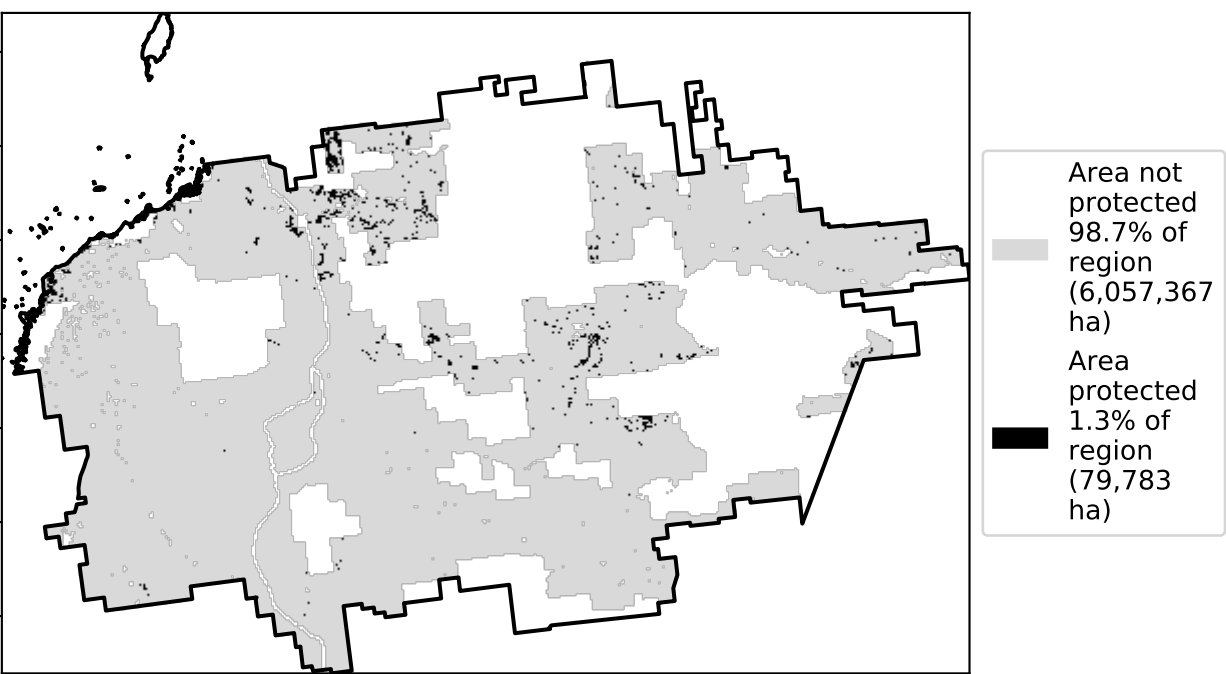 Area not
protected
98.7% of
region
(6,057,367
ha)
Area
protected
1.3% of
region
(79,783
ha)